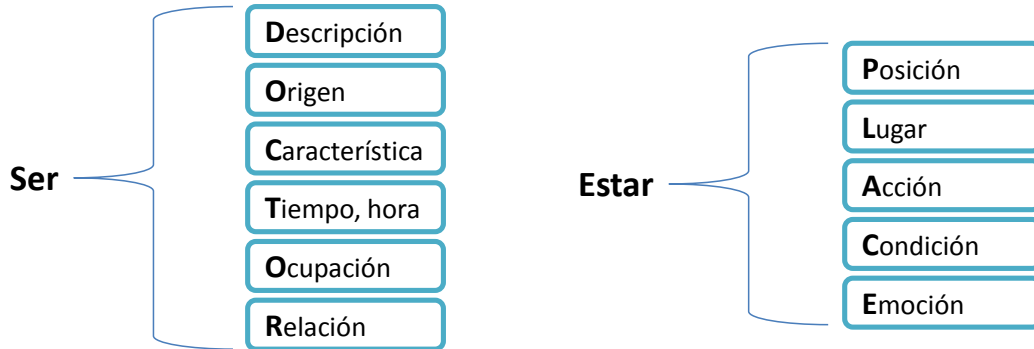 Ser
Descripción
Origen
Característica
Tiempo, hora
Ocupación
Relación
Estar
Posición
Lugar
Acción
Condición
Emoción